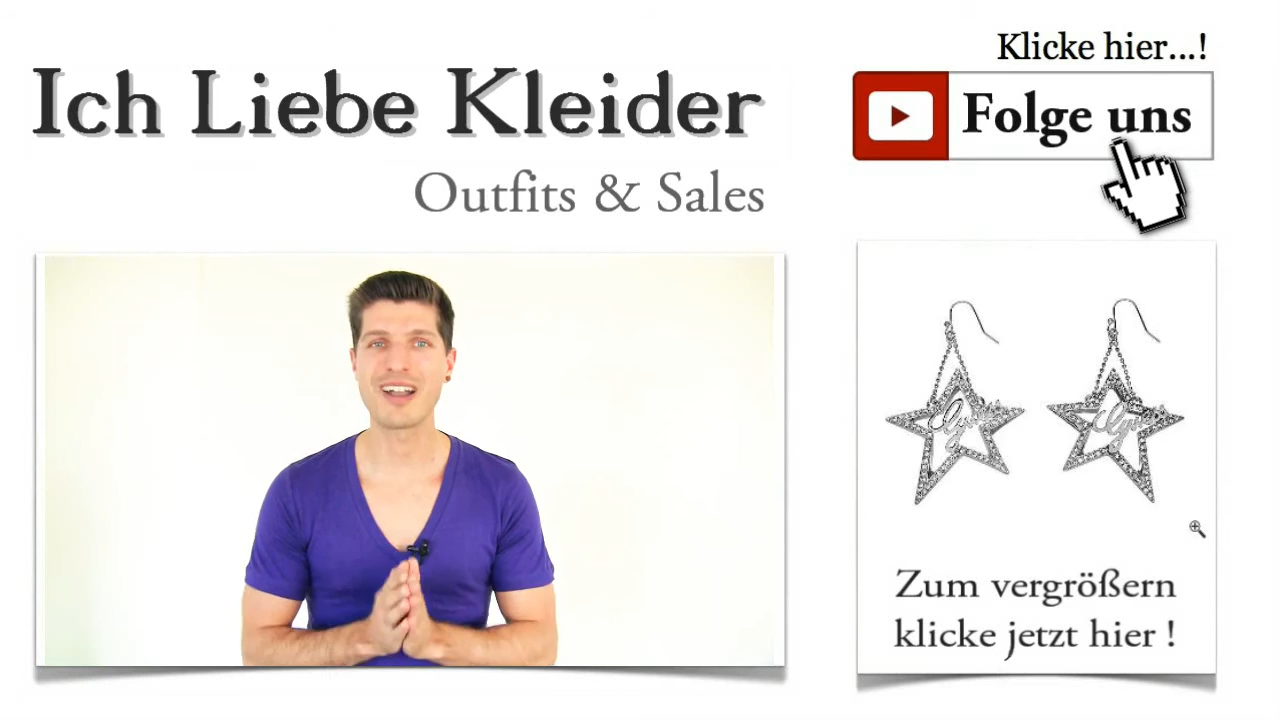 Klicke hier...!
Ich Liebe Kleider
Folge uns
Outfits & Sales
Zum vergrößern
klicke jetzt hier !